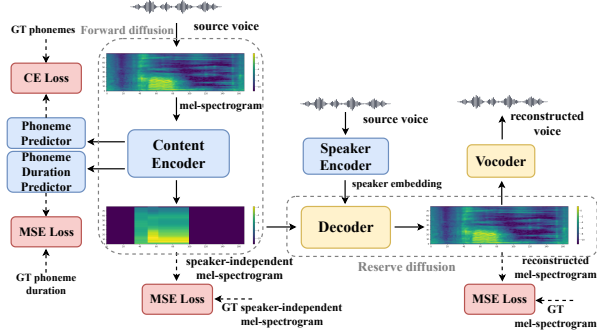 source voice
Forward diffusion
GT phonemes
CE Loss
mel-spectrogram
Phoneme
Predictor
Phoneme
Duration
Predictor
Content
Encoder
MSE Loss
GT phoneme
duration
speaker-independent
mel-spectrogram
MSE Loss
GT speaker-independent
mel-spectrogram
source voice
Speaker
Encoder
speaker embedding
Decoder
Reserve diffusion
reconstructed
voice
Vocoder
reconstructed
mel-spectrogram
MSE Loss
GT
mel-spectrogram